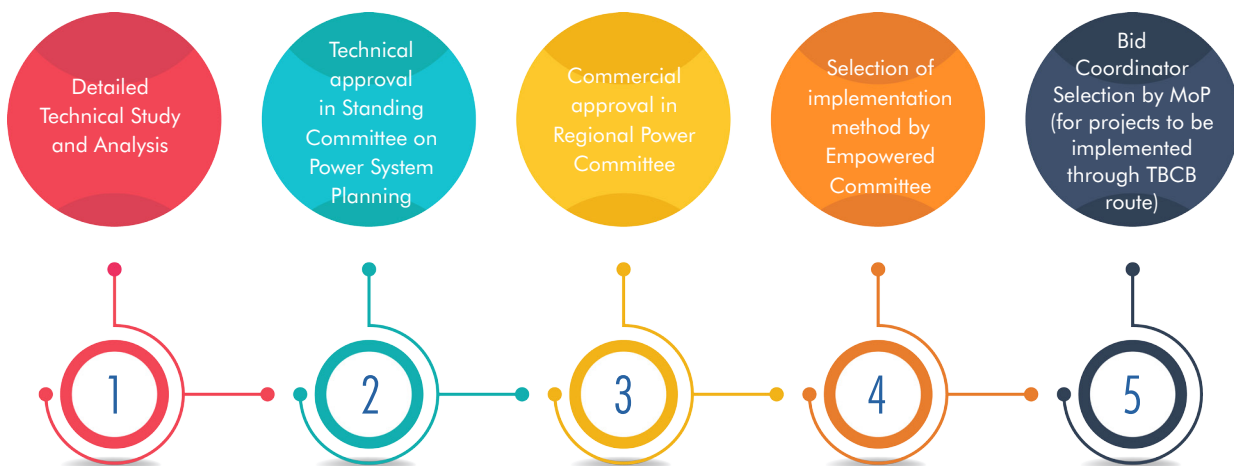 Detailed
Technical Study
and Analysis
Technical
approval
in Standing
Committee on
Power System
Planning
Commercial
approval in
Regional Power
Committee
Selection of
implementation
method by
Empowered
Committee
Bid
Coordinator
Selection by MoP
(for projects to be
implemented
through TBCB
route)
1
2
3
4
5